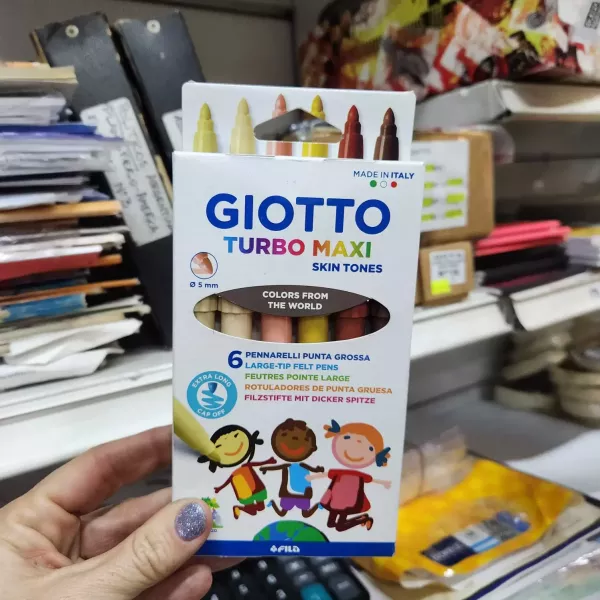 MADE IN ITALY
GIOTTO
TURBO MAXI
SKIN TONES
Ø 5 mm
COLORS FROM
THE WORLD
6 PENNARELLI PUNTA GROSSA
LARGE-TIP FELT PENS
FEUTRES POINTE LARGE
ROTULADORES DE PUNTA GRUESA
FILZSTIFTE MIT DICKER SPITZE
EXTRA LONG
CAP OFF
FILA